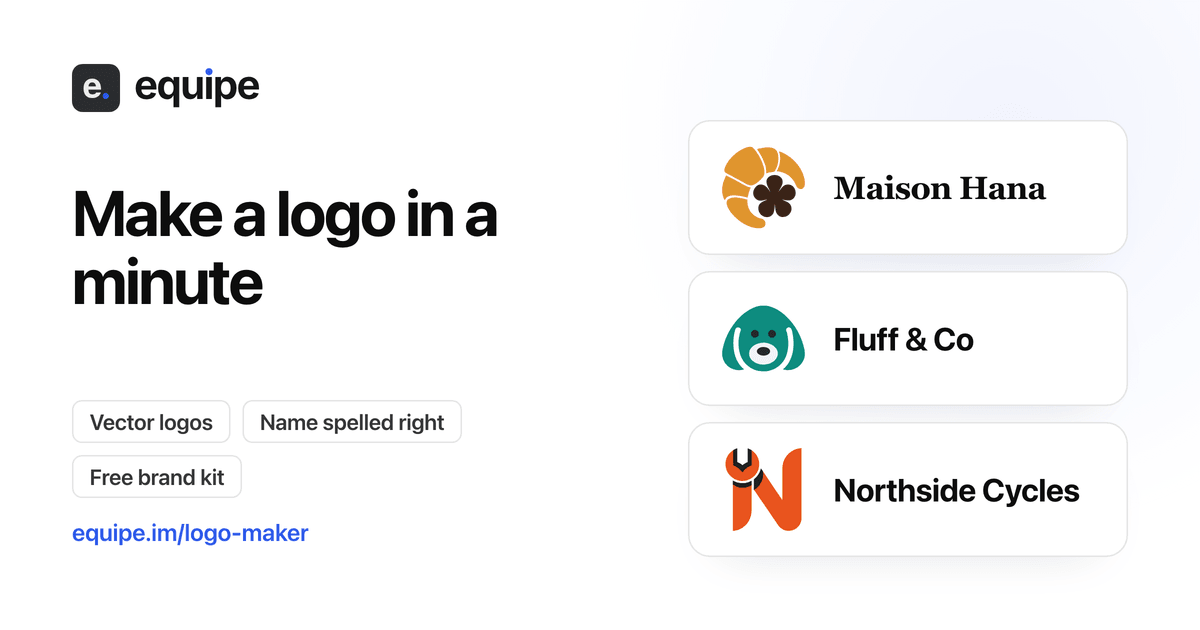 e. equipe
Make a logo in a
minute
Vector logos
Name spelled right
Free brand kit
equipe.im/logo-maker
Maison Hana
Fluff & Co
Northside Cycles